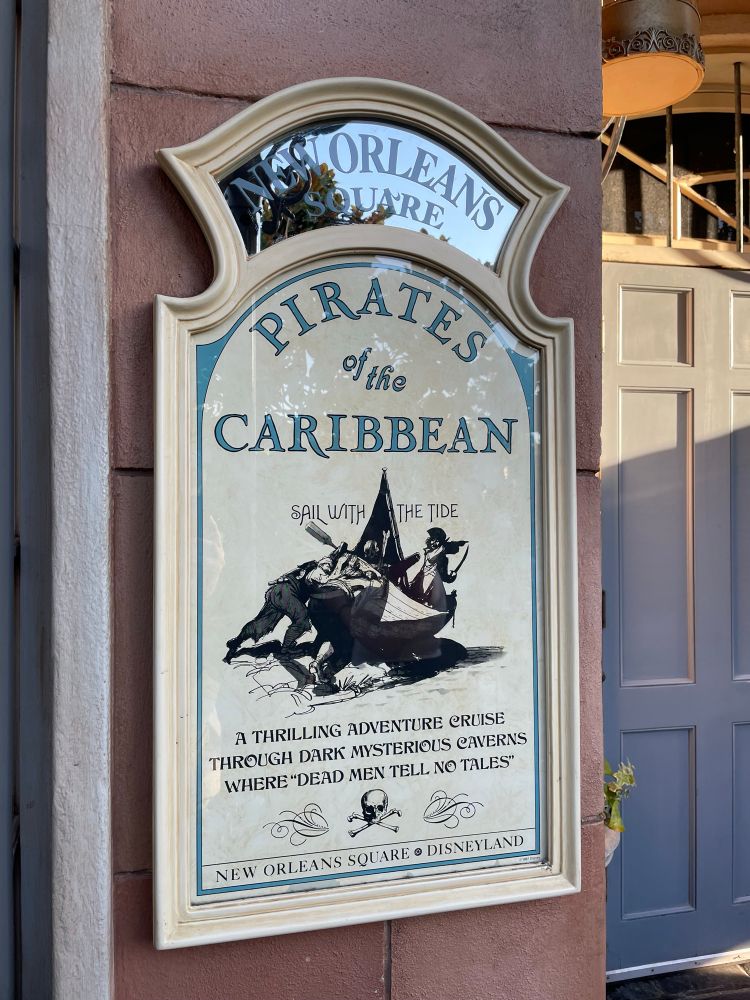 NEW ORLEANS
SQUARE
PIRATES
of the
CARIBBEAN
SAIL WITH THE TIDE
A THRILLING ADVENTURE CRUISE
THROUGH DARK MYSTERIOUS CAVERNS
WHERE "DEAD MEN TELL NO TALES"
NEW ORLEANS SQUARE DISNEYLAND